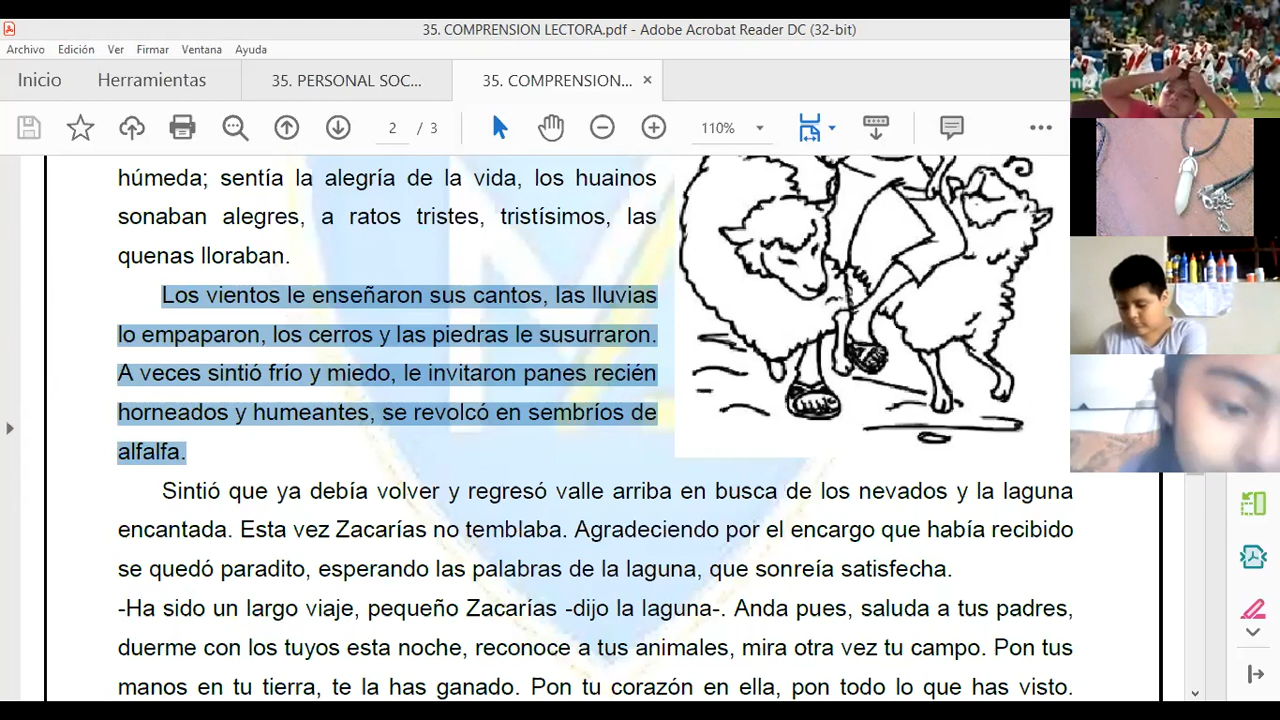 35. COMPRENSION LECTORA.pdf - Adobe Acrobat Reader DC (32-bit)
Archivo Edición Ver Firmar Ventana Ayuda
Inicio Herramientas 35. PERSONAL SOC... 35. COMPRENSION... ×
2 / 3 110%
húmeda; sentía la alegría de la vida, los huainos
sonaban alegres, a ratos tristes, tristísimos, las
quenas lloraban.
Los vientos le enseñaron sus cantos, las lluvias
lo empaparon, los cerros y las piedras le susurraron.
A veces sintió frío y miedo, le invitaron panes recién
horneados y humeantes, se revolcó en sembríos de
alfalfa.
Sintió que ya debía volver y regresó valle arriba en busca de los nevados y la laguna
encantada. Esta vez Zacarías no temblaba. Agradeciendo por el encargo que había recibido
se quedó paradito, esperando las palabras de la laguna, que sonreía satisfecha.
-Ha sido un largo viaje, pequeño Zacarías -dijo la laguna-. Anda pues, saluda a tus padres,
duerme con los tuyos esta noche, reconoce a tus animales, mira otra vez tu campo. Pon tus
manos en tu tierra, te la has ganado. Pon tu corazón en ella, pon todo lo que has visto.